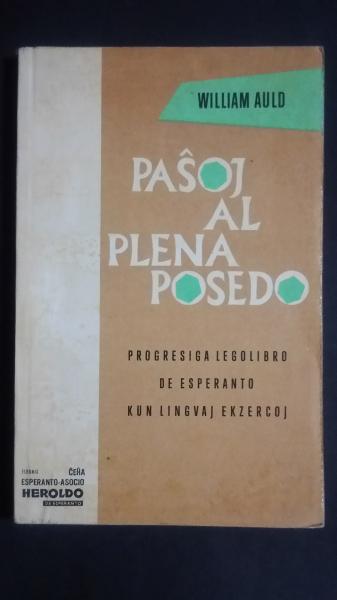 WILLIAM AULD
PAŜOJ
AL
PLENA
POSEDO
PROGRESIGA LEGOLIBRO
DE ESPERANTO
KUN LINGVAJ EKZERCOJ
ĈEĤA
ESPERANTO-ASOCIO
HEROLDO
DE ESPERANTO